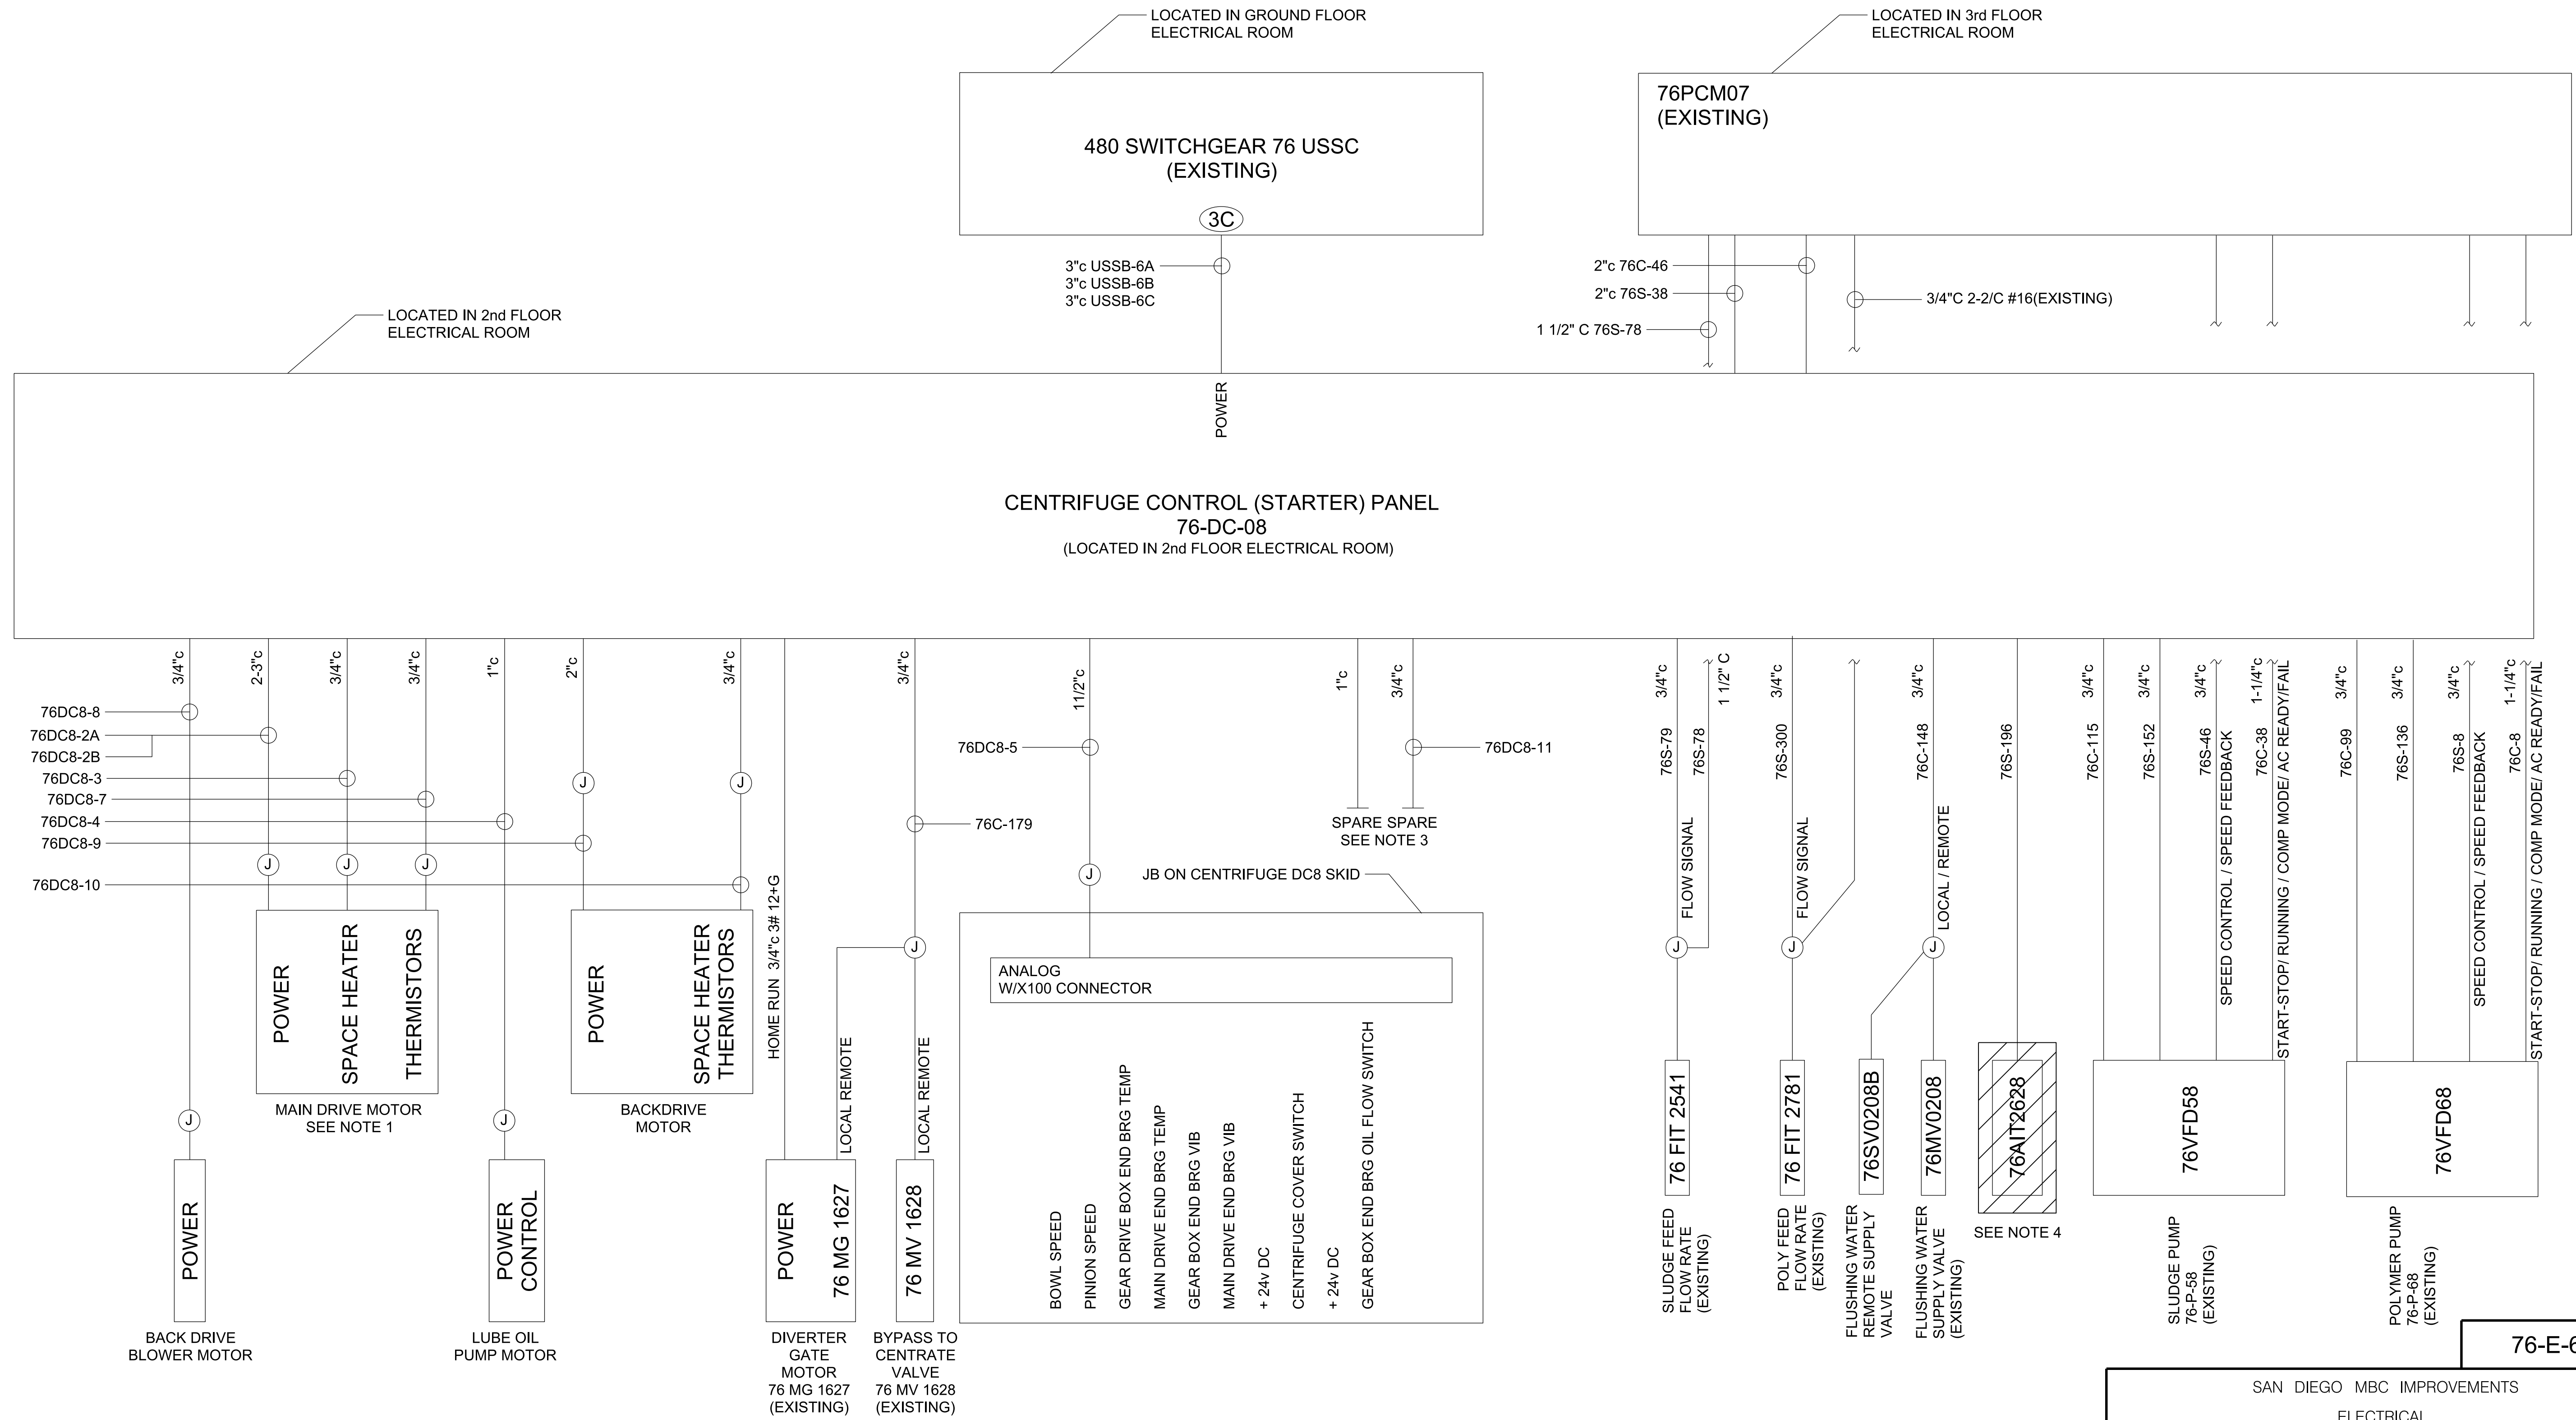 LOCATED IN GROUND FLOOR
ELECTRICAL ROOM
LOCATED IN 3rd FLOOR
ELECTRICAL ROOM
480 SWITCHGEAR 76 USSC
(EXISTING)
3C
76PCM07
(EXISTING)
3"c USSB-6A
3"c USSB-6B
3"c USSB-6C
2"c 76C-46
2"c 76S-38
1 1/2" C 76S-78
3/4"C 2-2/C #16(EXISTING)
LOCATED IN 2nd FLOOR
ELECTRICAL ROOM
POWER
CENTRIFUGE CONTROL (STARTER) PANEL
76-DC-08
(LOCATED IN 2nd FLOOR ELECTRICAL ROOM)
3/4"c
2-3"c
3/4"c
3/4"c
1"c
2"c
3/4"c
3/4"c
11/2"c
1"c
3/4"c
3/4"c
1 1/2" C
3/4"c
3/4"c
3/4"c
3/4"c
3/4"c
1-1/4"c
3/4"c
3/4"c
3/4"c
1-1/4"c
76DC8-8
76DC8-2A
76DC8-2B
76DC8-3
76DC8-7
76DC8-4
76DC8-9
76DC8-10
J
J
J
J
J
HOME RUN 3/4"c 3# 12+G
76C-179
J
LOCAL REMOTE
LOCAL REMOTE
76DC8-5
J
76DC8-11
SPARE SPARE
SEE NOTE 3
JB ON CENTRIFUGE DC8 SKID
76S-79
76S-78
76S-300
76C-148
76S-196
76C-115
76S-152
76S-46
76C-38
76C-99
76S-136
76S-8
76C-8
FLOW SIGNAL
FLOW SIGNAL
LOCAL / REMOTE
SPEED CONTROL / SPEED FEEDBACK
START-STOP/ RUNNING / COMP MODE/ AC READY/FAIL
SPEED CONTROL / SPEED FEEDBACK
START-STOP/ RUNNING / COMP MODE/ AC READY/FAIL
J
J
J
POWER
SPACE HEATER
THERMISTORS
MAIN DRIVE MOTOR
SEE NOTE 1
POWER
SPACE HEATER
THERMISTORS
BACKDRIVE
MOTOR
J
J
POWER
BACK DRIVE
BLOWER MOTOR
POWER
CONTROL
LUBE OIL
PUMP MOTOR
POWER
76 MG 1627
DIVERTER
GATE
MOTOR
76 MG 1627
(EXISTING)
76 MV 1628
BYPASS TO
CENTRATE
VALVE
76 MV 1628
(EXISTING)
ANALOG
W/X100 CONNECTOR
BOWL SPEED
PINION SPEED
GEAR DRIVE BOX END BRG TEMP
MAIN DRIVE END BRG TEMP
GEAR BOX END BRG VIB
MAIN DRIVE END BRG VIB
+ 24v DC
CENTRIFUGE COVER SWITCH
+ 24v DC
GEAR BOX END BRG OIL FLOW SWITCH
76 FIT 2541
SLUDGE FEED
FLOW RATE
(EXISTING)
76 FIT 2781
POLY FEED
FLOW RATE
(EXISTING)
76SV0208B
FLUSHING WATER
REMOTE SUPPLY
VALVE
76MV0208
FLUSHING WATER
SUPPLY VALVE
(EXISTING)
76AIT2628
SEE NOTE 4
76VFD58
SLUDGE PUMP
76-P-58
(EXISTING)
76VFD68
POLYMER PUMP
76-P-68
(EXISTING)
76-E-6
SAN DIEGO MBC IMPROVEMENTS
ELECTRICAL